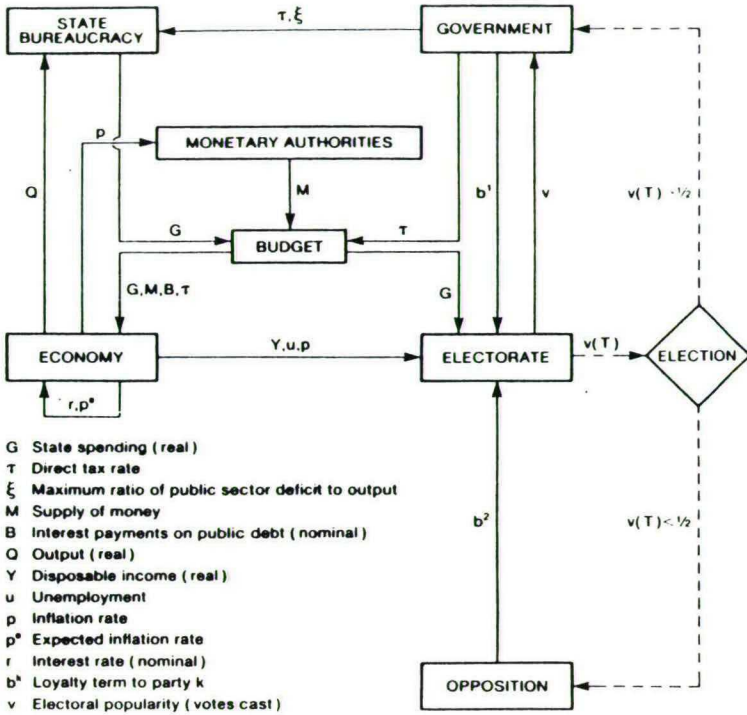 STATE
BUREAUCRACY
τ, ξ
GOVERNMENT
p
MONETARY AUTHORITIES
Q
M
b¹
v
v(T) ≥ ½
G
BUDGET
τ
G,M,B,τ
G
ECONOMY
Y,u,p
ELECTORATE
v(T)
ELECTION
r,pᵉ
G State spending (real)
τ Direct tax rate
ξ Maximum ratio of public sector deficit to output
M Supply of money
B Interest payments on public debt (nominal)
Q Output (real)
Y Disposable income (real)
u Unemployment
p Inflation rate
pᵉ Expected inflation rate
r Interest rate (nominal)
bᵏ Loyalty term to party k
v Electoral popularity (votes cast)
b²
v(T) < ½
OPPOSITION